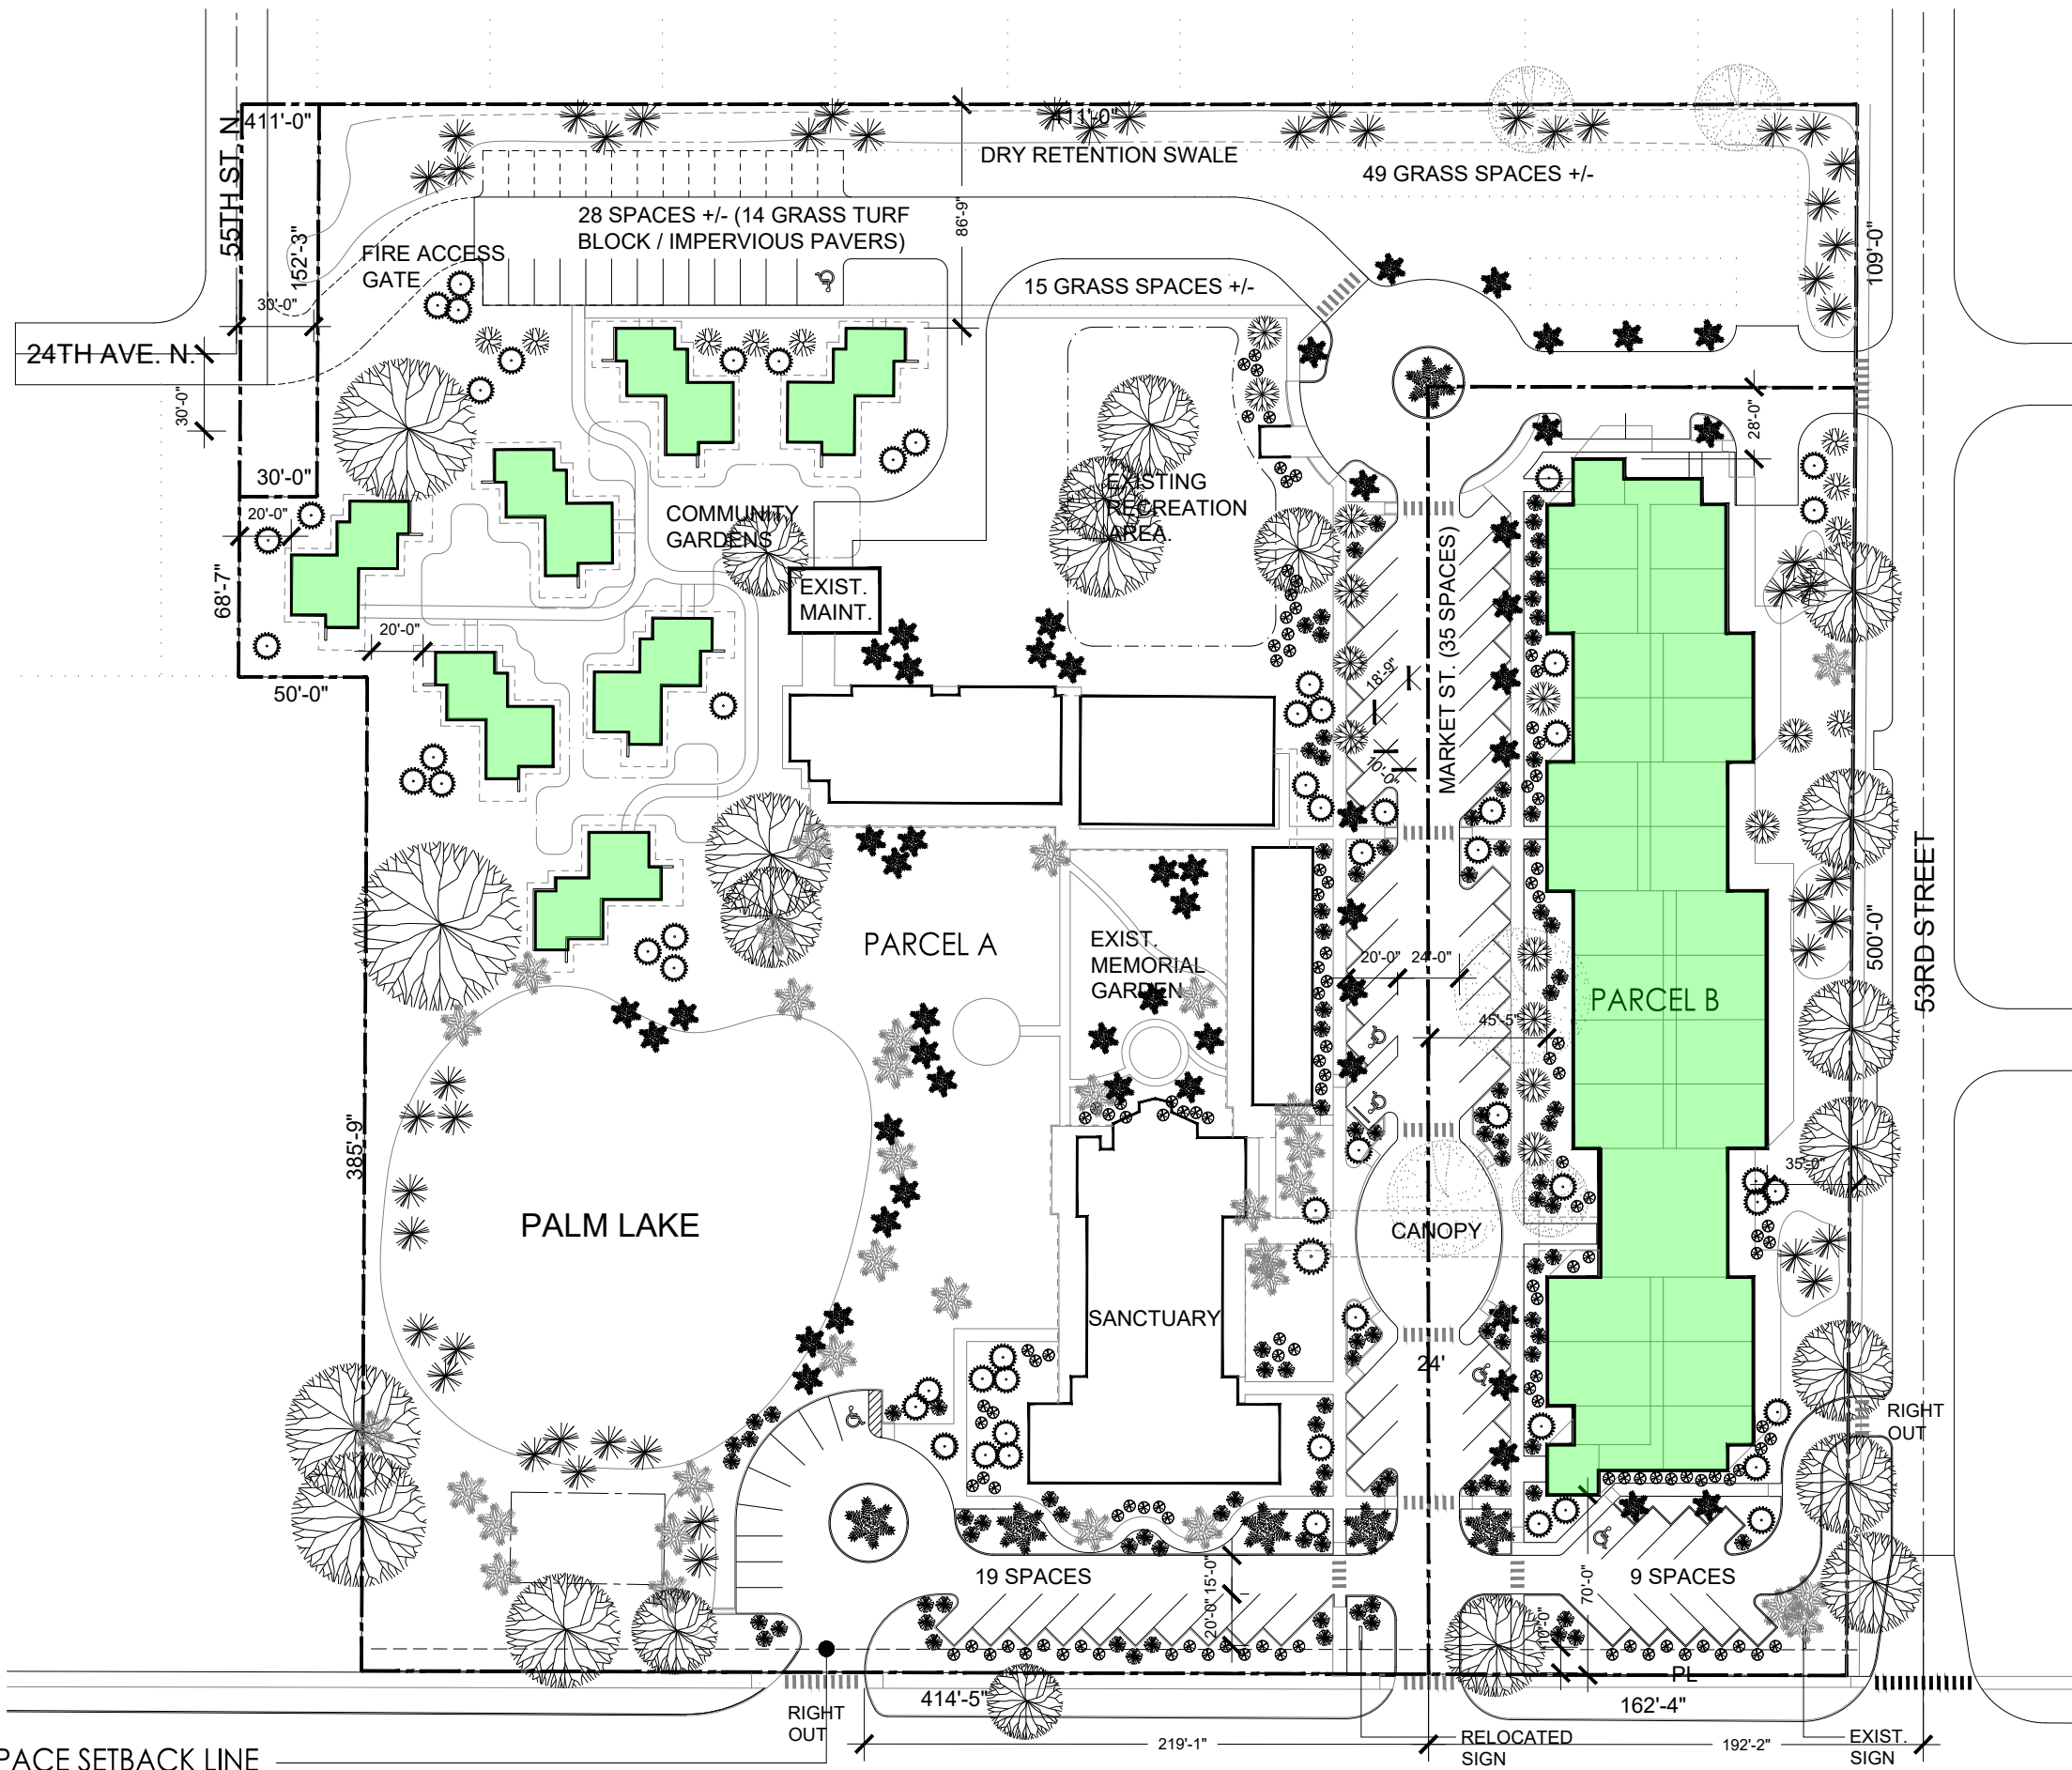 411'-0"
411'-0"
55TH ST. N.
DRY RETENTION SWALE
49 GRASS SPACES +/-
28 SPACES +/- (14 GRASS TURF
BLOCK / IMPERVIOUS PAVERS)
86'-9"
152'-3"
FIRE ACCESS
GATE
109'-0"
15 GRASS SPACES +/-
30'-0"
24TH AVE. N.
30'-0"
28'-0"
30'-0"
20'-0"
EXISTING
RECREATION
AREA.
COMMUNITY
GARDENS
EXIST.
MAINT.
68'-7"
20'-0"
50'-0"
MARKET ST. (35 SPACES)
18'-9"
10'-0"
53RD STREET
500'-0"
PARCEL A
EXIST.
MEMORIAL
GARDEN
20'-0"
24'-0"
PARCEL B
45'-5"
385'-9"
35'-0"
PALM LAKE
CANOPY
SANCTUARY
24'
RIGHT
OUT
19 SPACES
15'-0"
20'-0"
70'-0"
10'-0"
9 SPACES
PL
414'-5"
162'-4"
RIGHT
OUT
219'-1"
RELOCATED
SIGN
192'-2"
EXIST.
SIGN
PACE SETBACK LINE